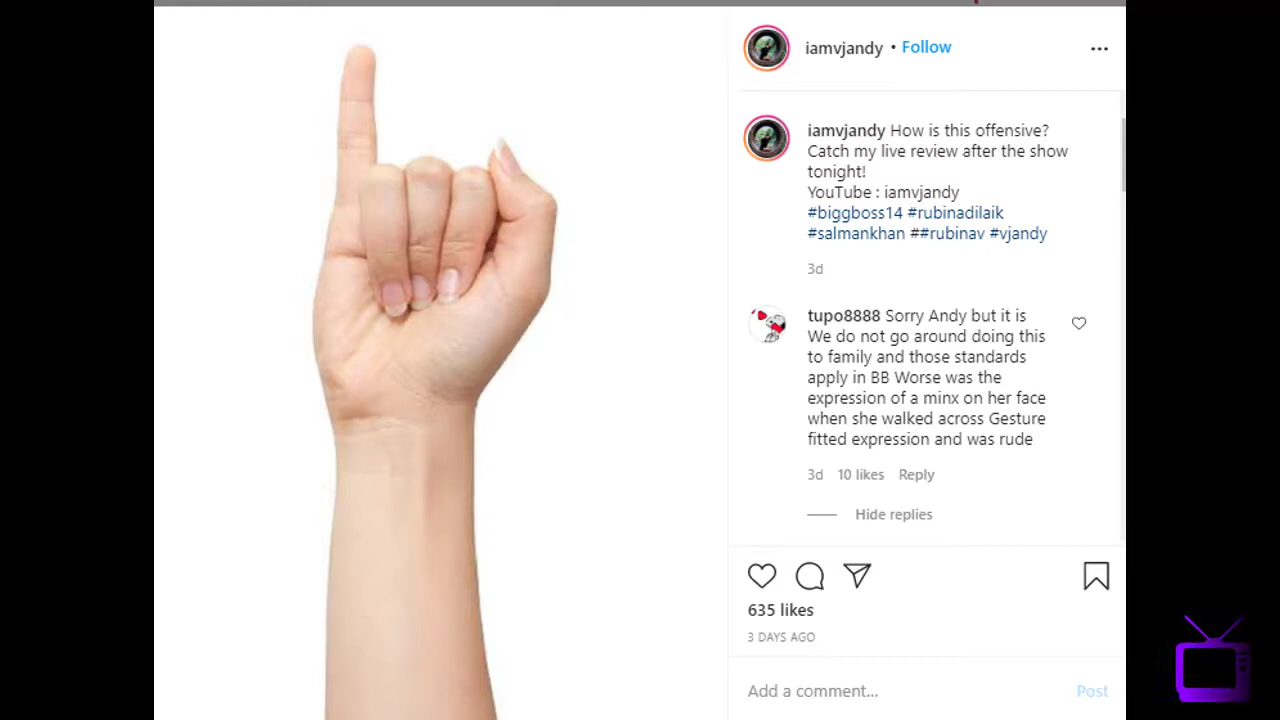 iamvjandy • Follow
iamvjandy How is this offensive?
Catch my live review after the show
tonight!
YouTube : iamvjandy
#biggboss14 #rubinadilaik
#salmankhan ##rubinav #vjandy
3d
tupo8888 Sorry Andy but it is
We do not go around doing this
to family and those standards
apply in BB Worse was the
expression of a minx on her face
when she walked across Gesture
fitted expression and was rude
3d 10 likes Reply
Hide replies
635 likes
3 DAYS AGO
Add a comment... Post